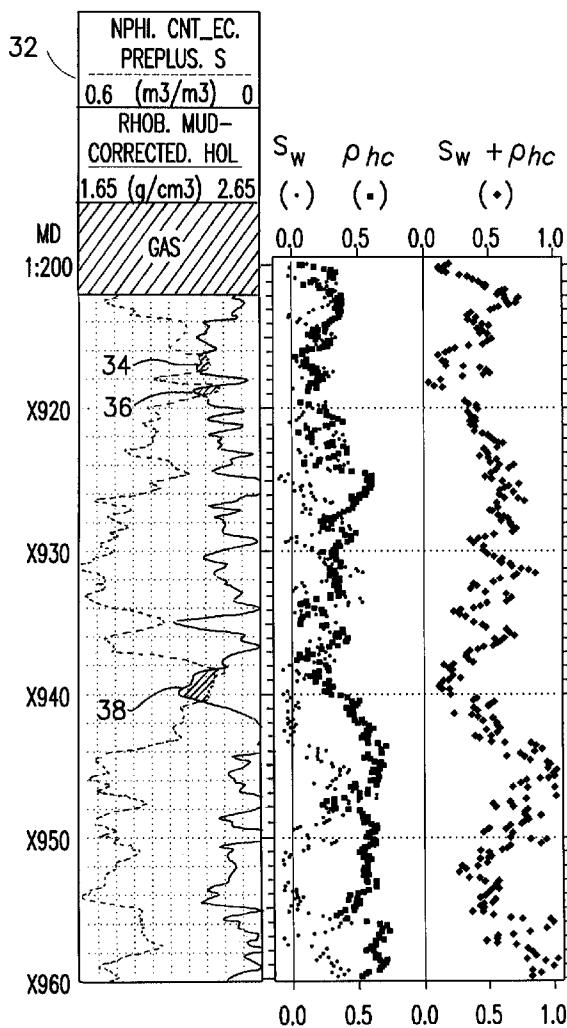 32
NPHI. CNT_EC.
PREPLUS. S
0.6 (m3/m3) 0
RHOB. MUD-
CORRECTED. HOL
1.65 (g/cm3) 2.65
Sw ρhc Sw + ρhc
(·) (▪) (◆)
MD
1:200
GAS
0.0 0.5 0.0 0.5 1.0
34
36
X920
X930
X940
38
X950
X960
0.0 0.5 0.0 0.5 1.0